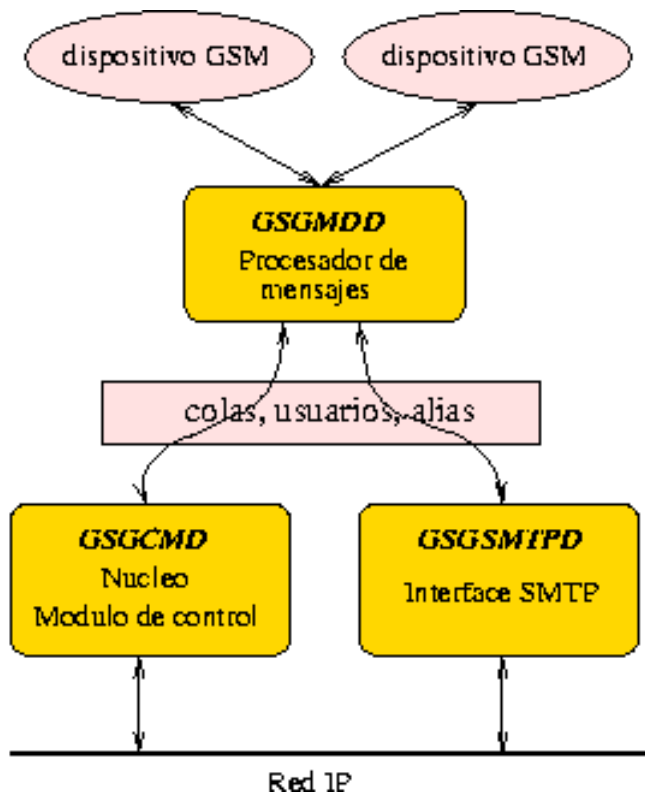 dispositivo GSM
dispositivo GSM
GSGMDD
Procesador de
mensajes
colas, usuarios, alias
GSGCMD
Nucleo
Modulo de control
GSGSMTPD
Interface SMTP
Red IP